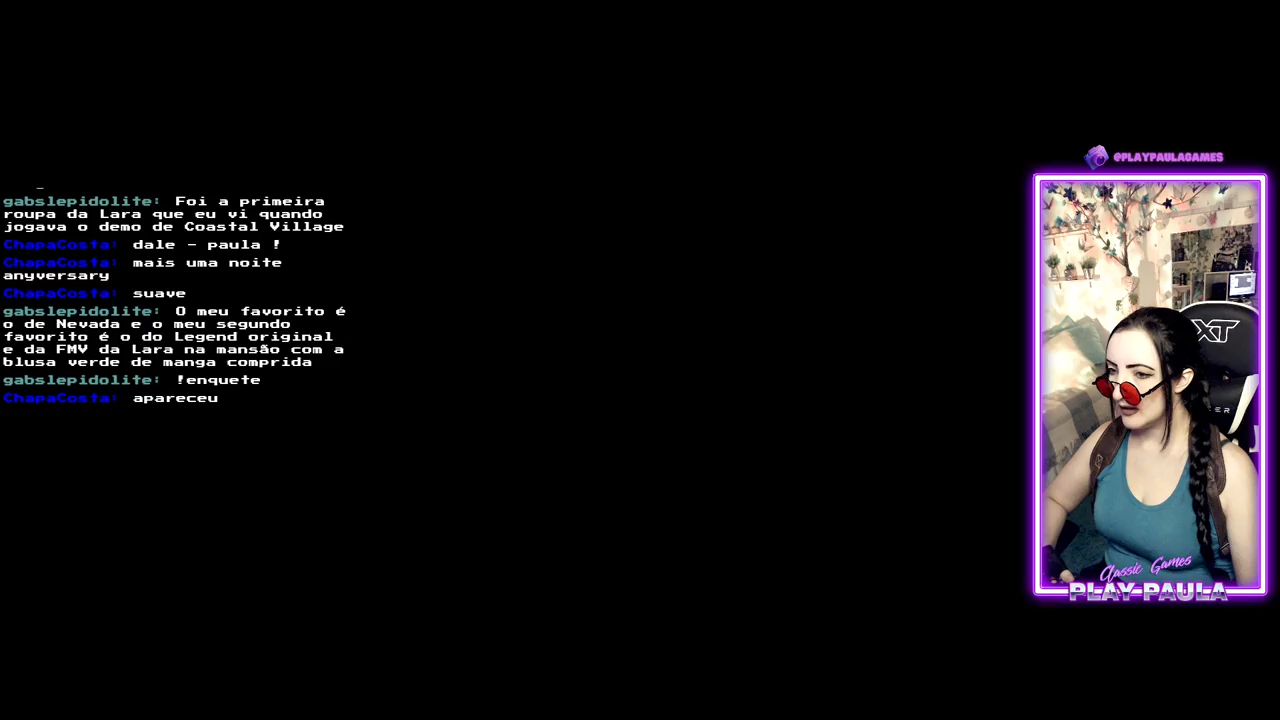 @PLAYPAULAGAMES
gabslepidolite: Foi a primeira
roupa da Lara que eu vi quando
jogava o demo de Coastal Village
ChapaCosta: dale - paula !
ChapaCosta: mais uma noite
anyversary
ChapaCosta: suave
gabslepidolite: O meu favorito é
o de Nevada e o meu segundo
favorito é o do Legend original
e da FMV da Lara na mansão com a
blusa verde de manga comprida
gabslepidolite: !enquete
ChapaCosta: apareceu
XT
Classic Games
PLAY PAULA